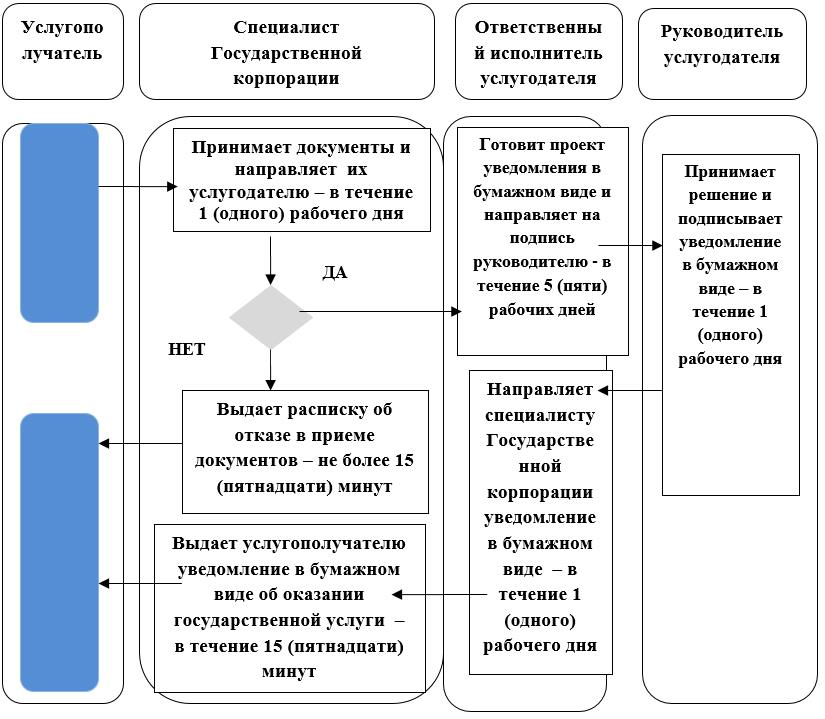 Услугопо
лучатель
Специалист
Государственной
корпорации
Ответственны
й исполнитель
услугодателя
Руководитель
услугодателя
Принимает документы и
направляет их
услугодателю – в течение
1 (одного) рабочего дня
ДА
НЕТ
Выдает расписку об
отказе в приеме
документов – не более 15
(пятнадцати) минут
Выдает услугополучателю
уведомление в бумажном
виде об оказании
государственной услуги –
в течение 15 (пятнадцати)
минут
Готовит проект
уведомления в
бумажном виде и
направляет на
подпись
руководителю - в
течение 5 (пяти)
рабочих дней
Направляет
специалисту
Государстве
нной
корпорации
уведомление
в бумажном
виде – в
течение 1
(одного)
рабочего дня
Принимает
решение и
подписывает
уведомление
в бумажном
виде – в
течение 1
(одного)
рабочего дня